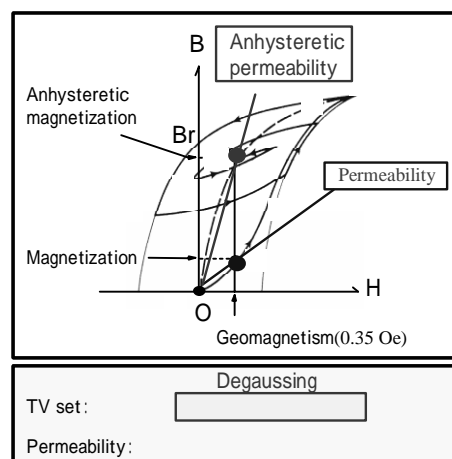 B
Anhysteretic
permeability
Anhysteretic
magnetization
Br
Permeability
Magnetization
O
H
Geomagnetism(0.35 Oe)
Degaussing
TV set:
Permeability: